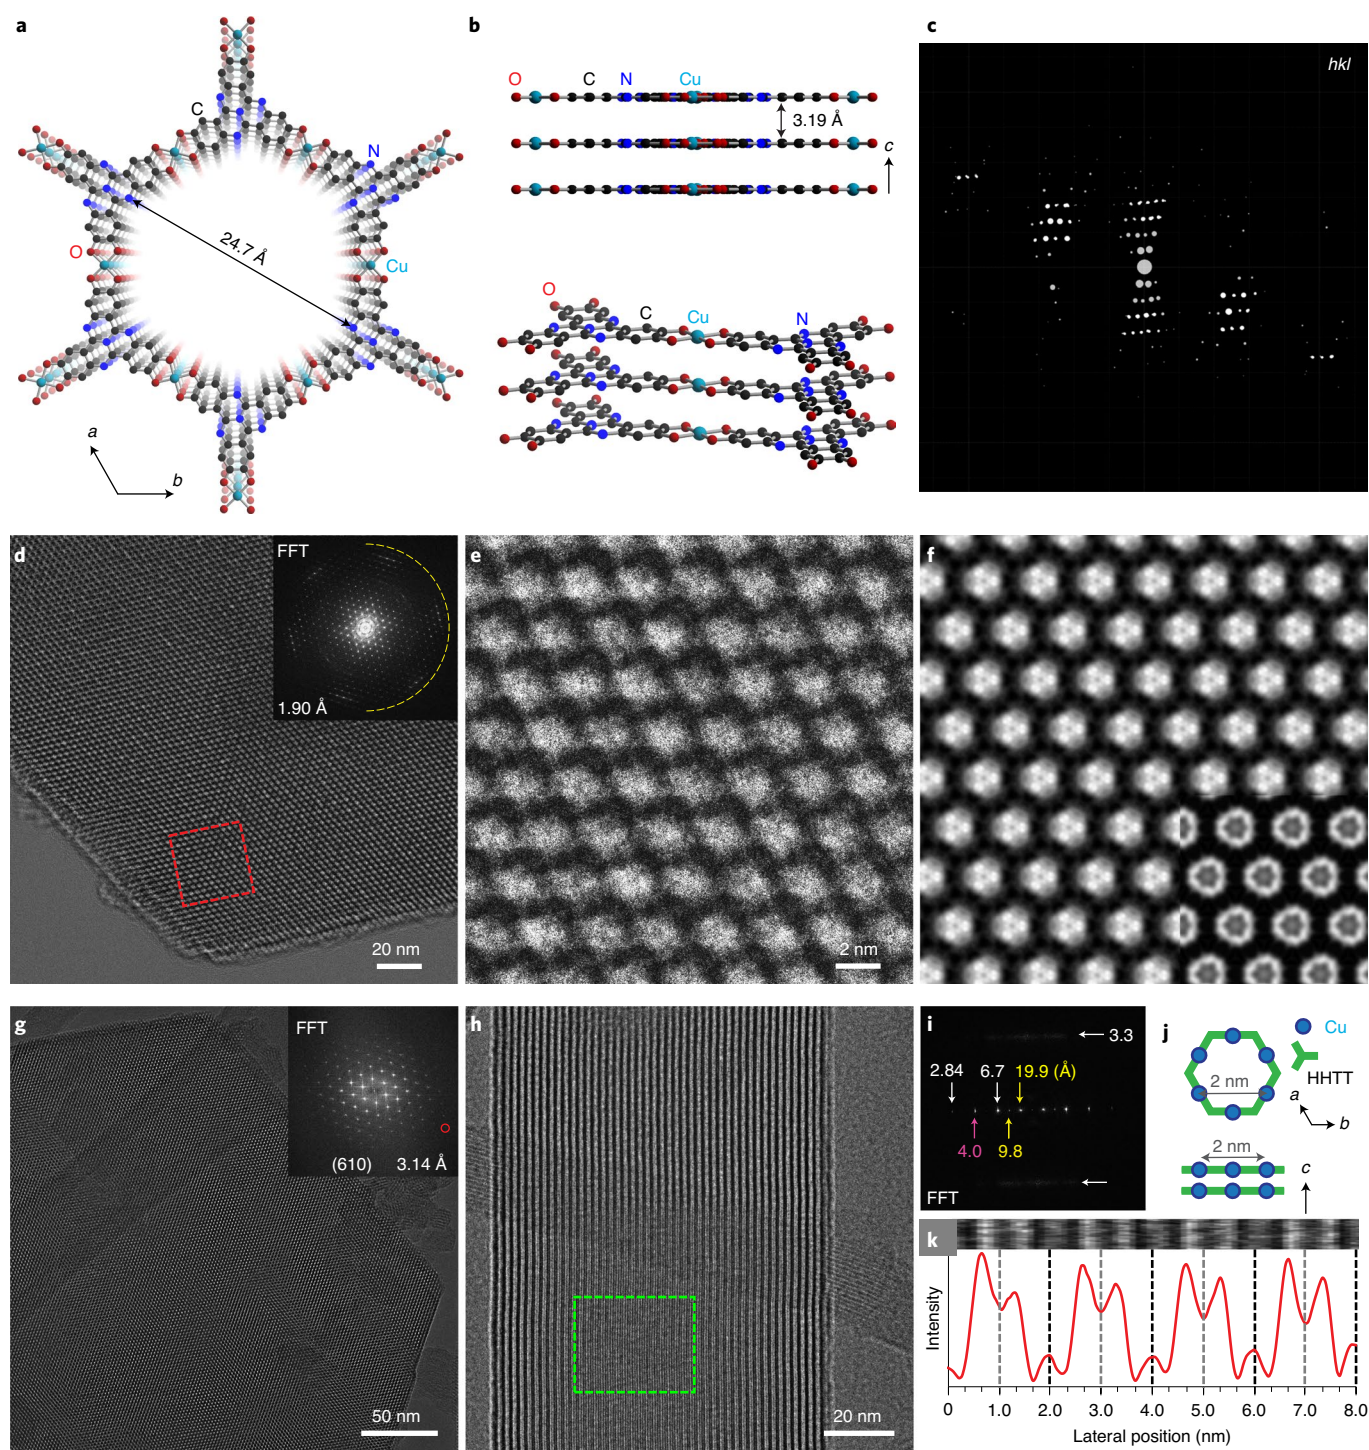 a
C
N
O
Cu
24.7 Å
a
b
b
O
C
N
Cu
3.19 Å
c
O
C
Cu
N
c
hkl
d
FFT
1.90 Å
20 nm
e
2 nm
f
g
FFT
(610)
3.14 Å
50 nm
h
20 nm
i
3.3
2.84
6.7
19.9 (Å)
4.0
9.8
FFT
j
Cu
HHTT
2 nm
a
b
2 nm
c
k
Intensity
0
1.0
2.0
3.0
4.0
5.0
6.0
7.0
8.0
Lateral position (nm)